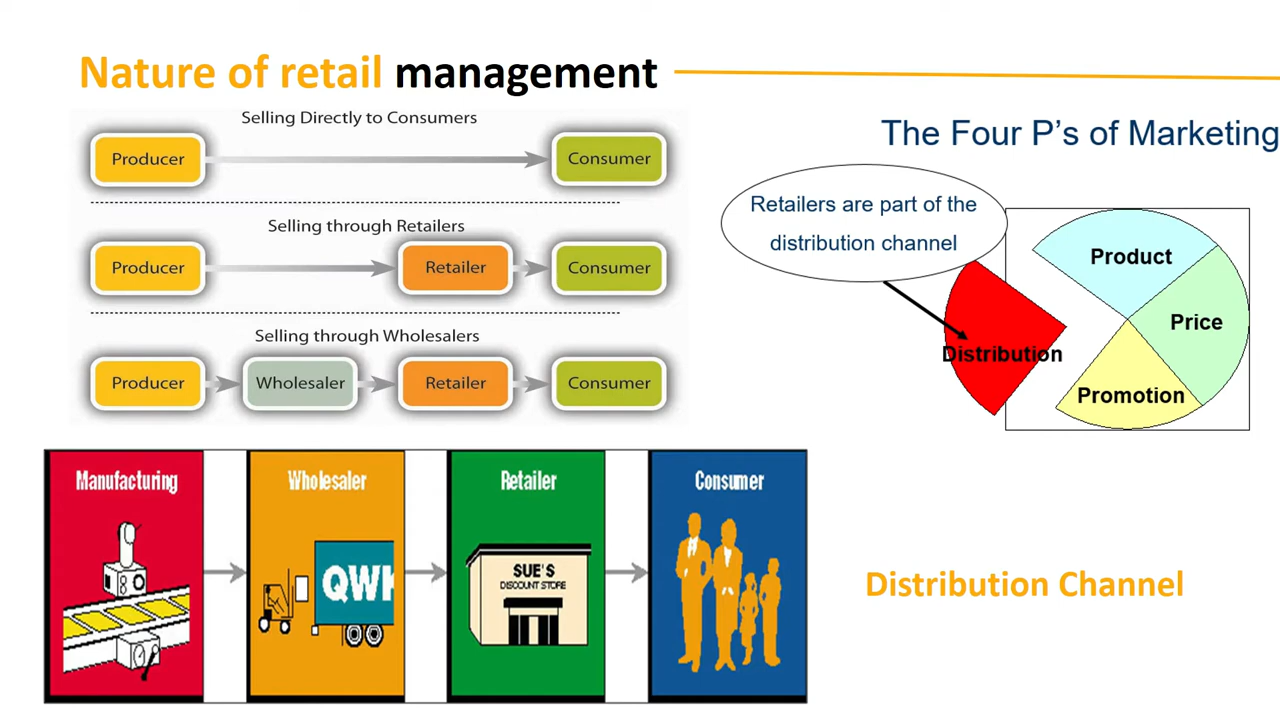 Nature of retail management
Selling Directly to Consumers
Producer
Consumer
Selling through Retailers
Producer
Retailer
Consumer
Selling through Wholesalers
Producer
Wholesaler
Retailer
Consumer
The Four P's of Marketing
Retailers are part of the
distribution channel
Product
Price
Distribution
Promotion
Manufacturing
Wholesaler
Retailer
Consumer
SUE'S
DISCOUNT STORE
Distribution Channel